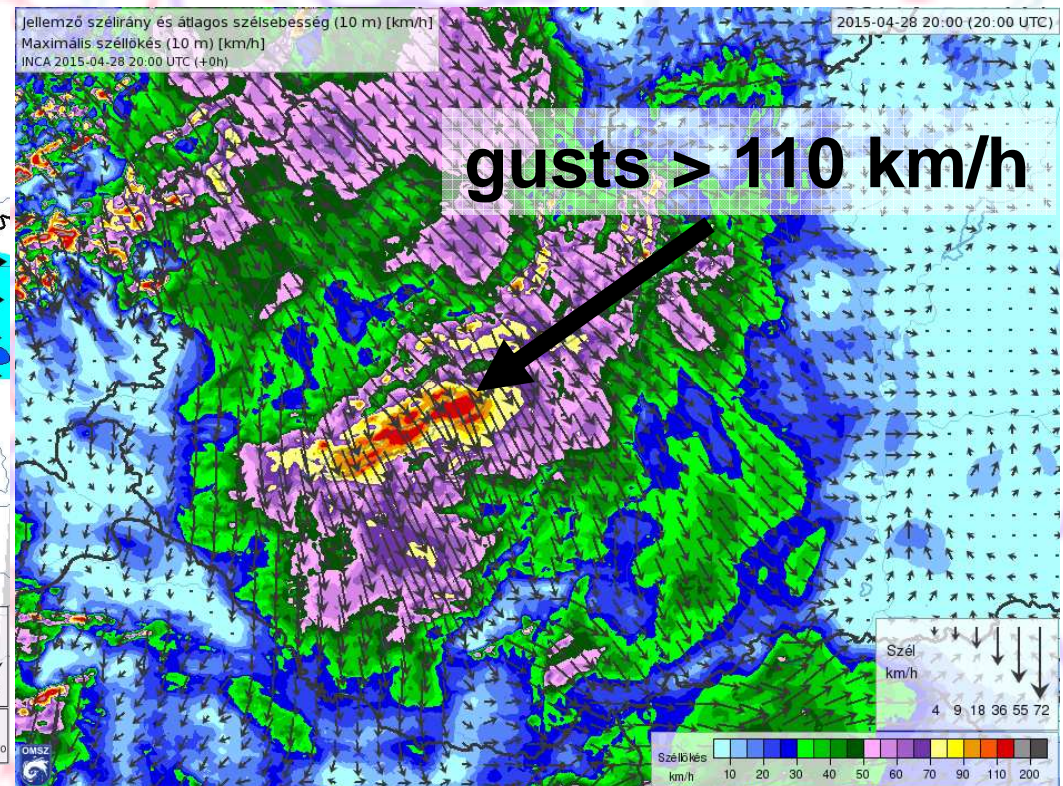 Jellemző szélirány és átlagos szélsebesség (10 m) [km/h]
Maximális széllökés (10 m) [km/h]
INCA 2015-04-28 20:00 UTC (+0h)
2015-04-28 20:00 (20:00 UTC)
gusts > 110 km/h
Szél
km/h
4 9 18 36 55 72
Széllökés
km/h
10 20 30 40 50 60 70 90 110 200
OMSZ